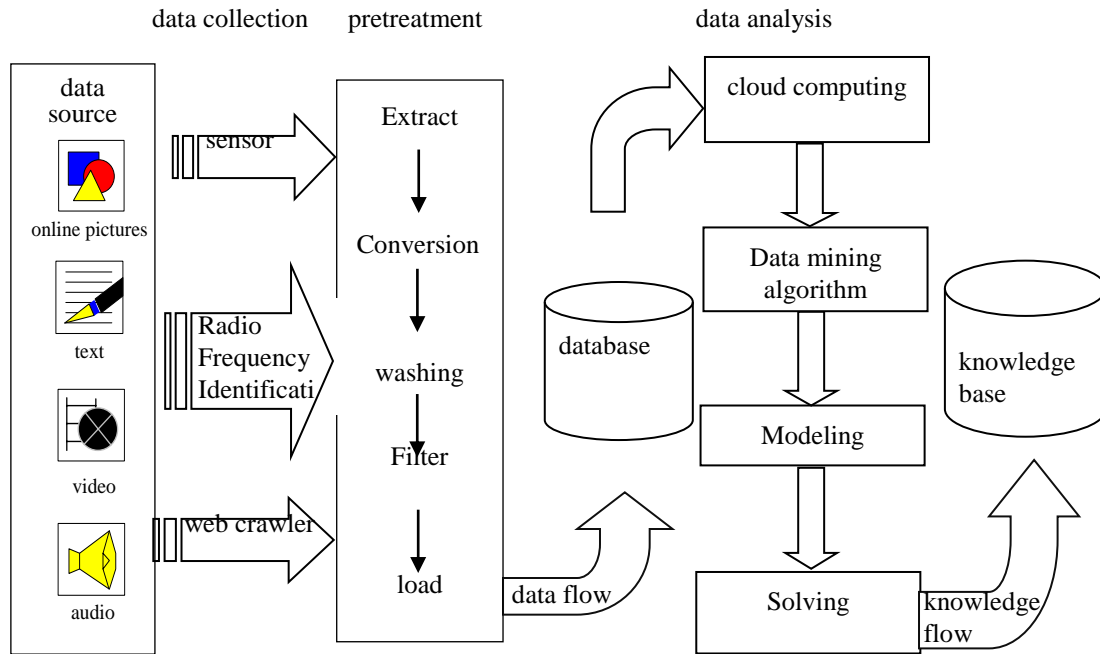 data collection
pretreatment
data analysis
data
source
online pictures
text
video
audio
sensor
Radio
Frequency
Identificati
web crawler
Extract
Conversion
washing
Filter
load
data flow
database
cloud computing
Data mining
algorithm
Modeling
Solving
knowledge
flow
knowledge
base